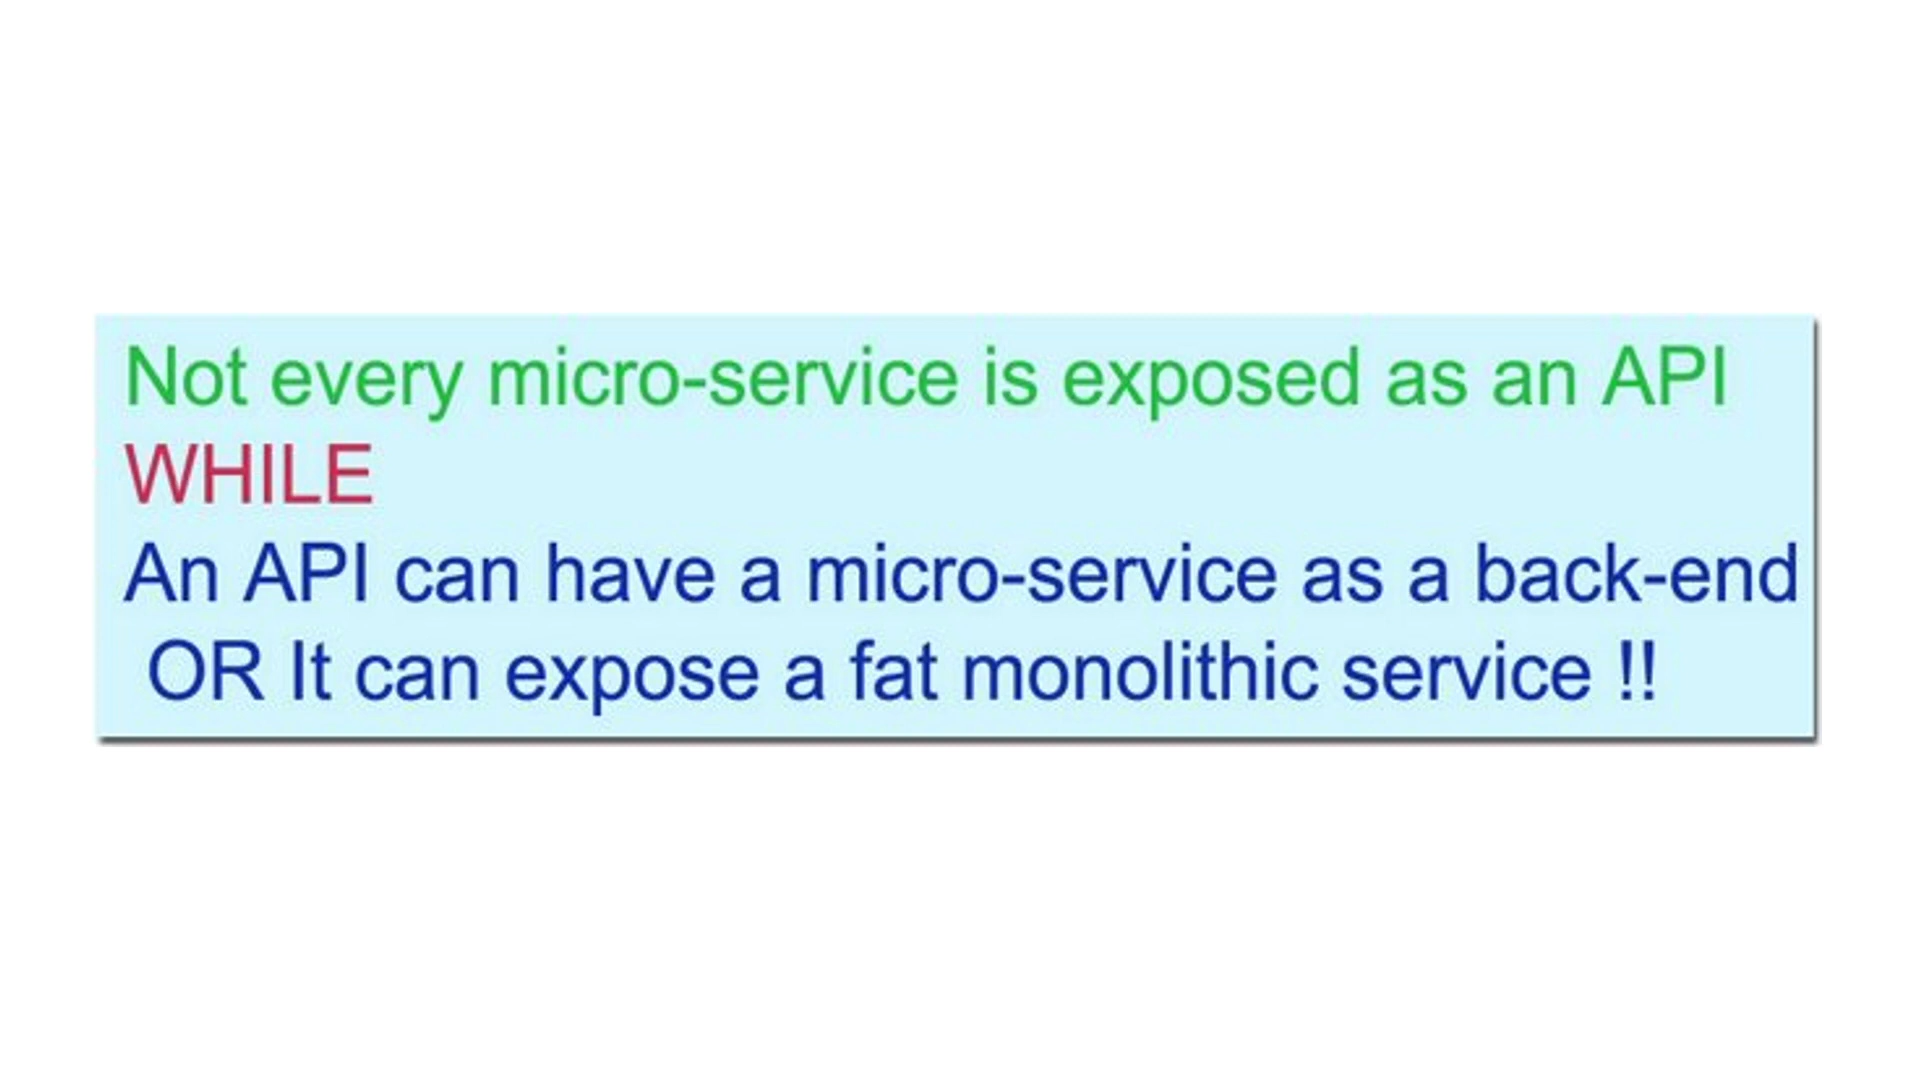 Not every micro-service is exposed as an API
WHILE
An API can have a micro-service as a back-end
OR It can expose a fat monolithic service !!